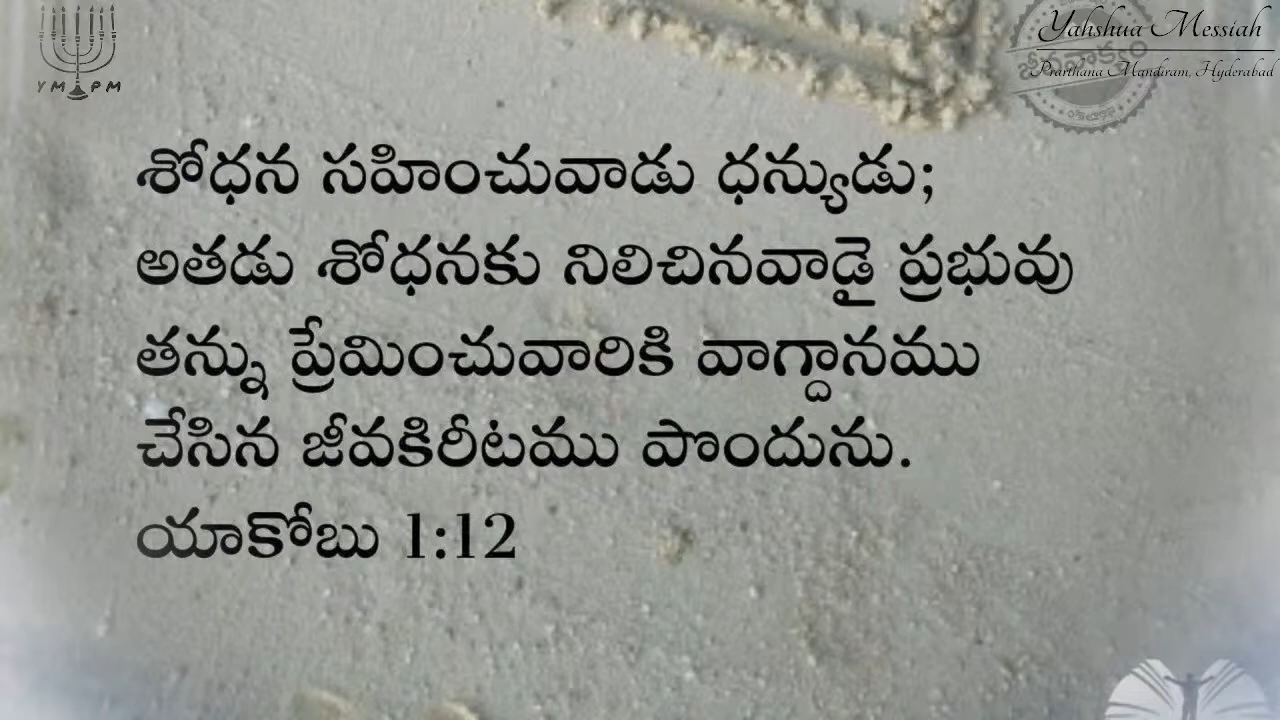 Y M P M
Yahshua Messiah
Prarthana Mandiram, Hyderabad
శోధన సహించువాడు ధన్యుడు;
అతడు శోధనకు నిలిచినవాడై ప్రభువు
తన్ను ప్రేమించువారికి వాగ్దానము
చేసిన జీవకిరీటము పొందును.
యాకోబు 1:12